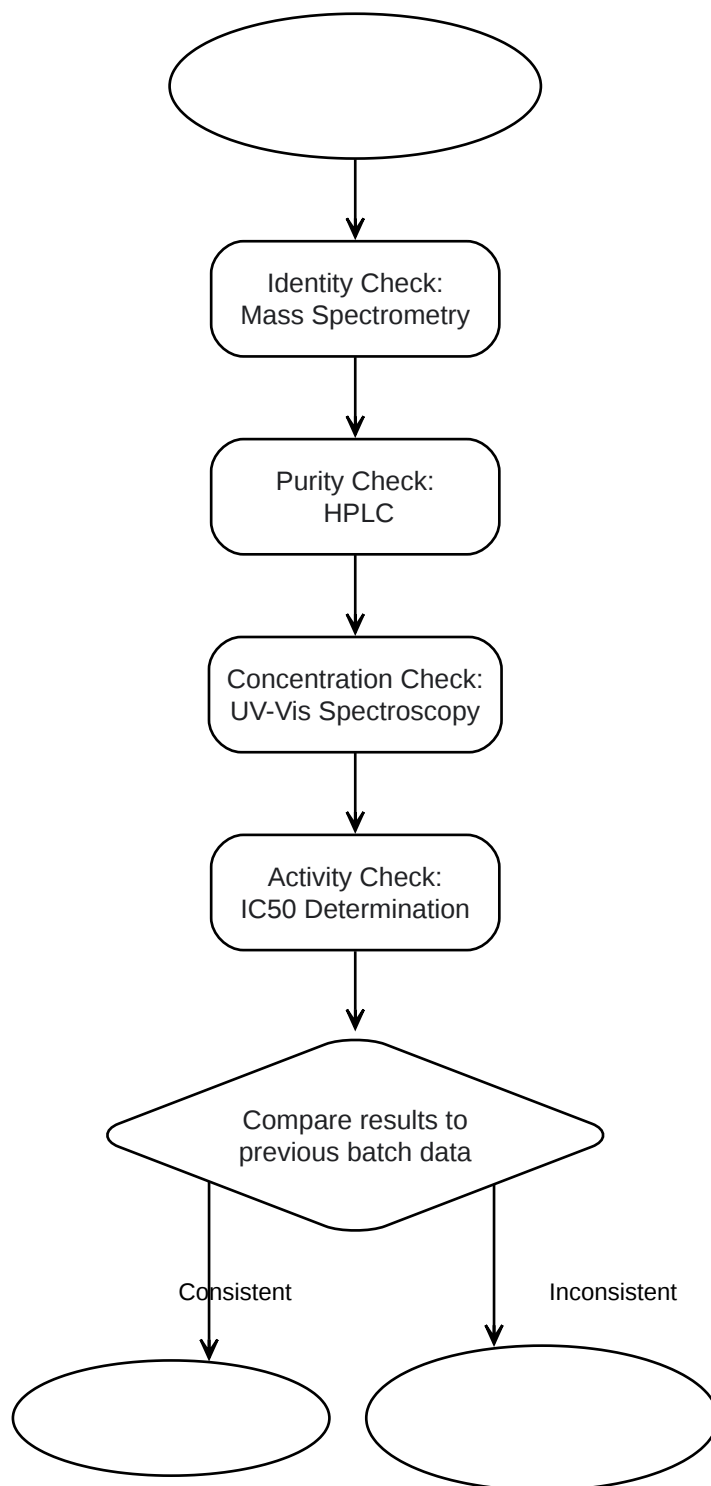 Identity Check:
Mass Spectrometry
Purity Check:
HPLC
Concentration Check:
UV-Vis Spectroscopy
Activity Check:
IC50 Determination
Compare results to
previous batch data
Consistent
Inconsistent